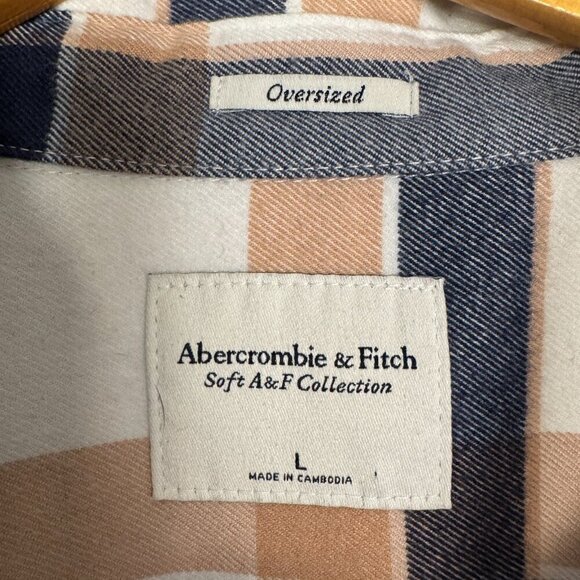 Oversized
Abercrombie & Fitch
Soft A&F Collection
L
MADE IN CAMBODIA